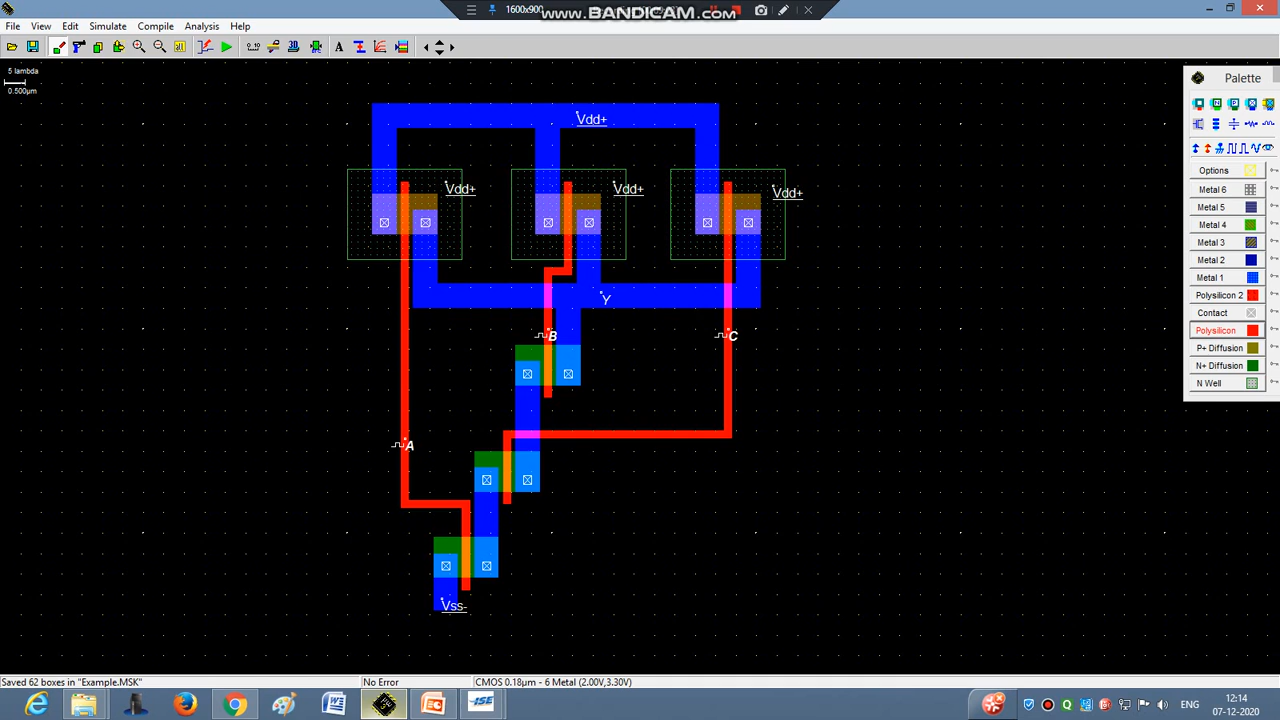 1600x900
www.BANDICAM.com
File View Edit Simulate Compile Analysis Help
5 lambda
0.500µm
Palette
Options
Metal 6
Metal 5
Metal 4
Metal 3
Metal 2
Metal 1
Polysilicon 2
Contact
Polysilicon
P+ Diffusion
N+ Diffusion
N Well
Vdd+
Vdd+ Vdd+ Vdd+
Y
B C
A
Vss-
Saved 62 boxes in "Example.MSK" No Error CMOS 0.18µm - 6 Metal (2.00V,3.30V)
ISE
ENG
12:14
07-12-2020